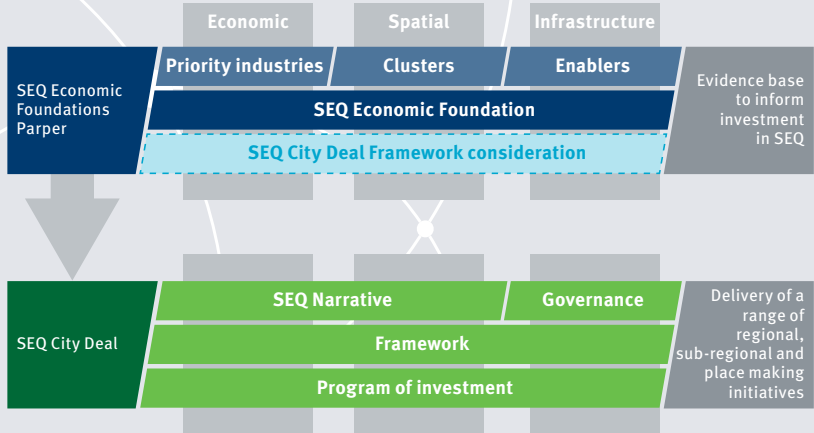 Economic
Spatial
Infrastructure
SEQ Economic
Foundations
Parper
Priority industries
Clusters
Enablers
SEQ Economic Foundation
SEQ City Deal Framework consideration
Evidence base
to inform
investment
in SEQ
SEQ City Deal
SEQ Narrative
Governance
Framework
Program of investment
Delivery of a
range of
regional,
sub-regional and
place making
initiatives